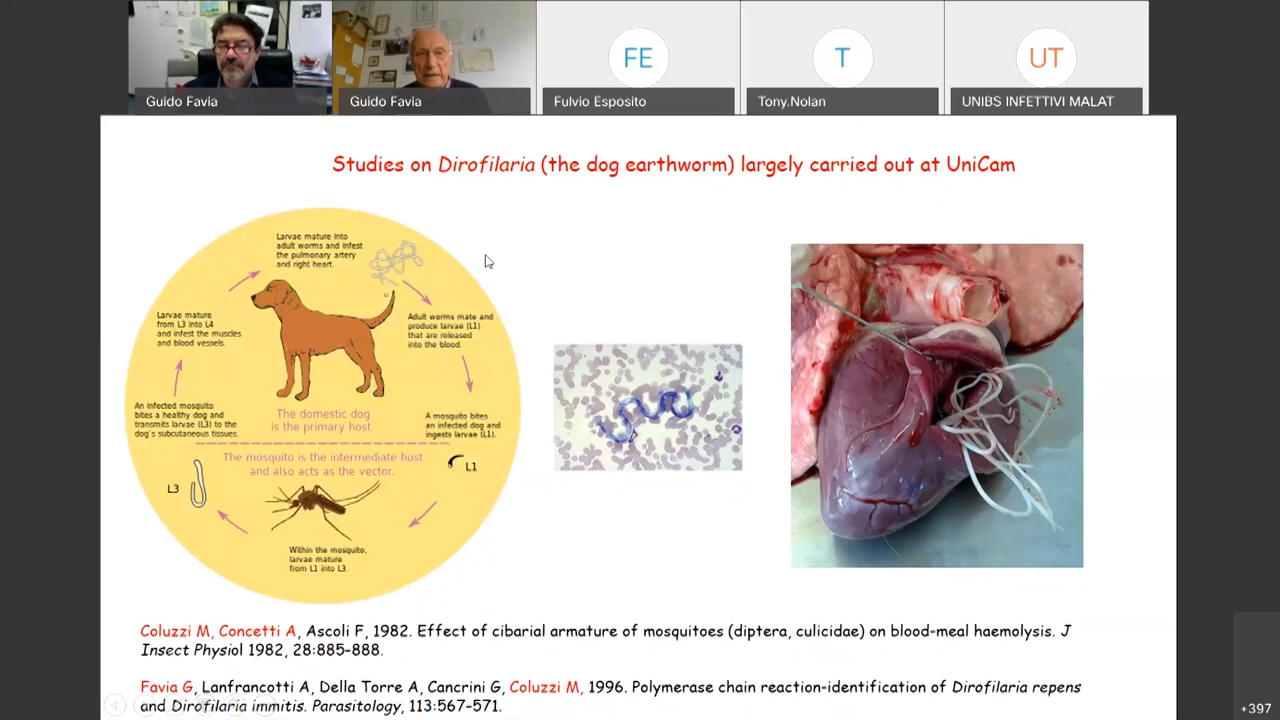 FE
T
UT
Guido Favia
Guido Favia
Fulvio Esposito
Tony.Nolan
UNIBS INFETTIVI MALAT
Studies on Dirofilaria (the dog earthworm) largely carried out at UniCam
Larvae mature into
adult worms and infest
the pulmonary artery
and right heart.
Larvae mature
from L3 into L4
and infest the muscles
and blood vessels.
Adult worms mate and
produce larvae (L1)
that are released
into the blood.
An infected mosquito
bites a healthy dog and
transmits larvae (L3) to the
dog's subcutaneous tissues.
The domestic dog
is the primary host.
A mosquito bites
an infected dog and
ingests larvae (L1).
The mosquito is the intermediate host
and also acts as the vector.
L3
L1
Within the mosquito,
larvae mature
from L1 into L3.
Coluzzi M, Concetti A, Ascoli F, 1982. Effect of cibarial armature of mosquitoes (diptera, culicidae) on blood-meal haemolysis. J
Insect Physiol 1982, 28:885–888.
Favia G, Lanfrancotti A, Della Torre A, Cancrini G, Coluzzi M, 1996. Polymerase chain reaction-identification of Dirofilaria repens
and Dirofilaria immitis. Parasitology, 113:567–571.
+397